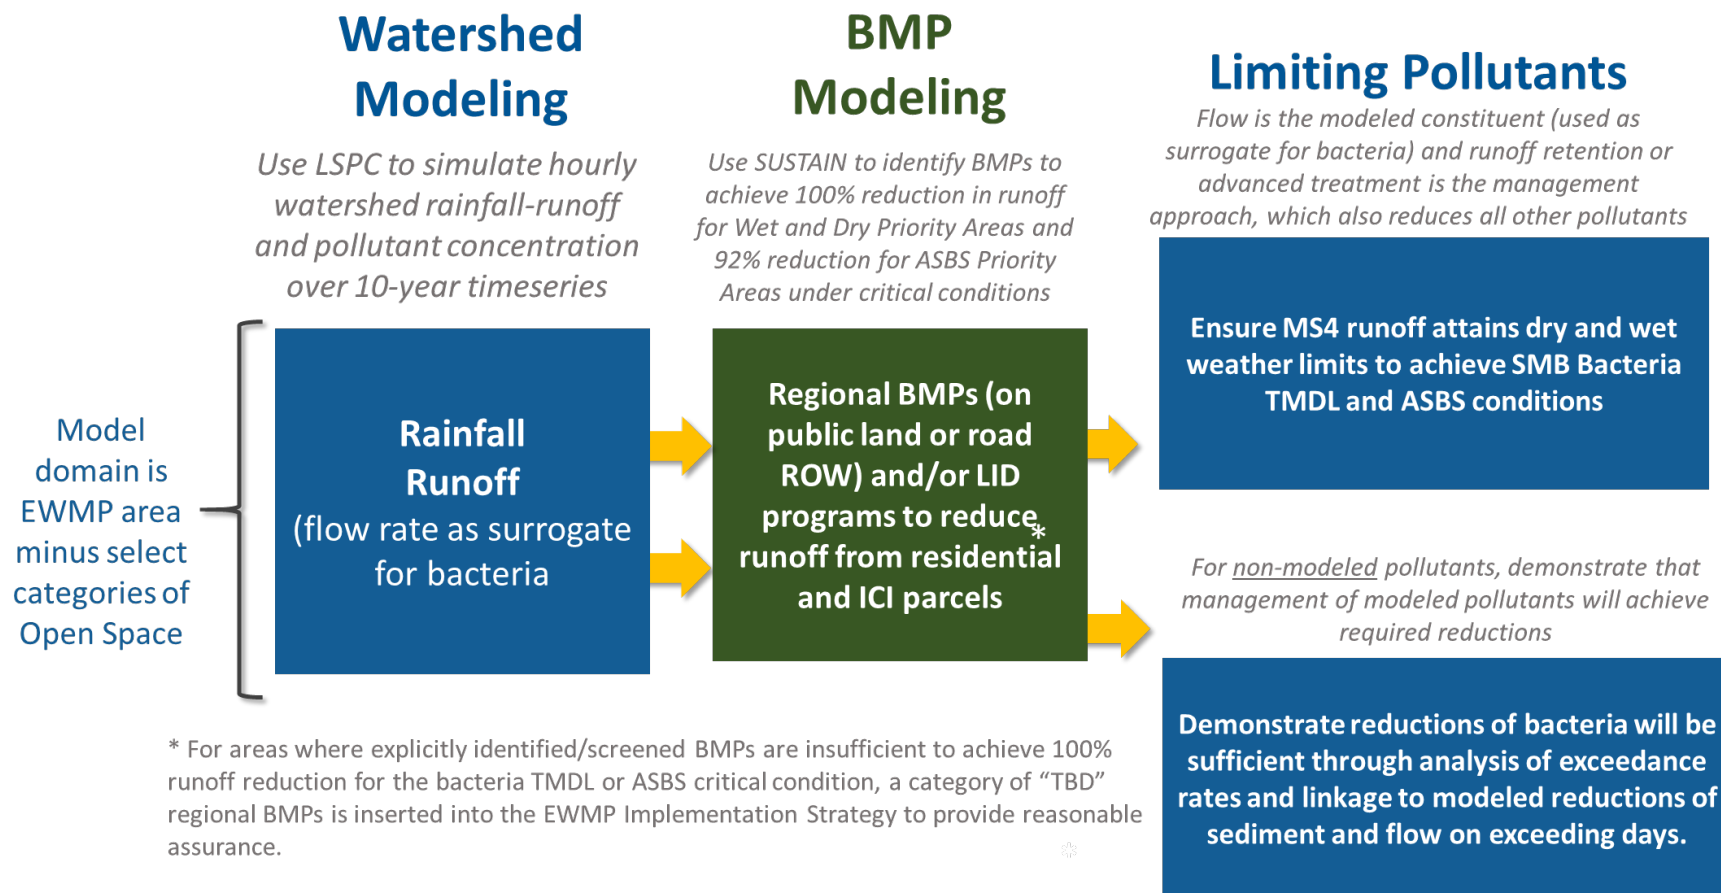 Watershed
Modeling
Use LSPC to simulate hourly
watershed rainfall-runoff
and pollutant concentration
over 10-year timeseries
BMP
Modeling
Use SUSTAIN to identify BMPs to
achieve 100% reduction in runoff
for Wet and Dry Priority Areas and
92% reduction for ASBS Priority
Areas under critical conditions
Limiting Pollutants
Flow is the modeled constituent (used as
surrogate for bacteria) and runoff retention or
advanced treatment is the management
approach, which also reduces all other pollutants
Model
domain is
EWMP area
minus select
categories of
Open Space
Rainfall
Runoff
(flow rate as surrogate
for bacteria
Regional BMPs (on
public land or road
ROW) and/or LID
programs to reduce
*
runoff from residential
and ICI parcels
Ensure MS4 runoff attains dry and wet
weather limits to achieve SMB Bacteria
TMDL and ASBS conditions
For non-modeled pollutants, demonstrate that
management of modeled pollutants will achieve
required reductions
Demonstrate reductions of bacteria will be
sufficient through analysis of exceedance
rates and linkage to modeled reductions of
sediment and flow on exceeding days.
* For areas where explicitly identified/screened BMPs are insufficient to achieve 100%
runoff reduction for the bacteria TMDL or ASBS critical condition, a category of “TBD”
regional BMPs is inserted into the EWMP Implementation Strategy to provide reasonable
assurance.
*